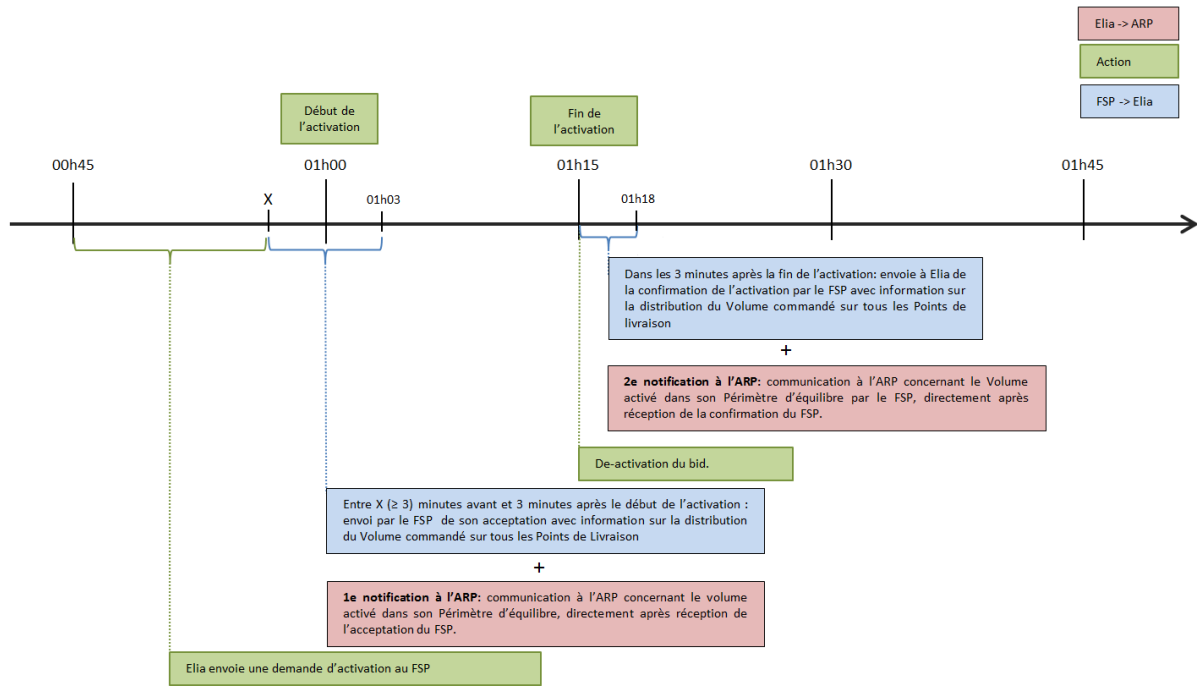 Elia -> ARP
Action
FSP -> Elia
Début de
l'activation
Fin de
l'activation
00h45
01h00
01h15
01h30
01h45
X
01h03
01h18
Dans les 3 minutes après la fin de l'activation: envoie à Elia de
la confirmation de l'activation par le FSP avec information sur
la distribution du Volume commandé sur tous les Points de
livraison
+
2e notification à l'ARP: communication à l'ARP concernant le Volume
activé dans son Périmètre d'équilibre par le FSP, directement après
réception de la confirmation du FSP.
De-activation du bid.
Entre X (≥ 3) minutes avant et 3 minutes après le début de l'activation :
envoi par le FSP de son acceptation avec information sur la distribution
du Volume commandé sur tous les Points de Livraison
+
1e notification à l'ARP: communication à l'ARP concernant le volume
activé dans son Périmètre d'équilibre, directement après réception de
l'acceptation du FSP.
Elia envoie une demande d'activation au FSP